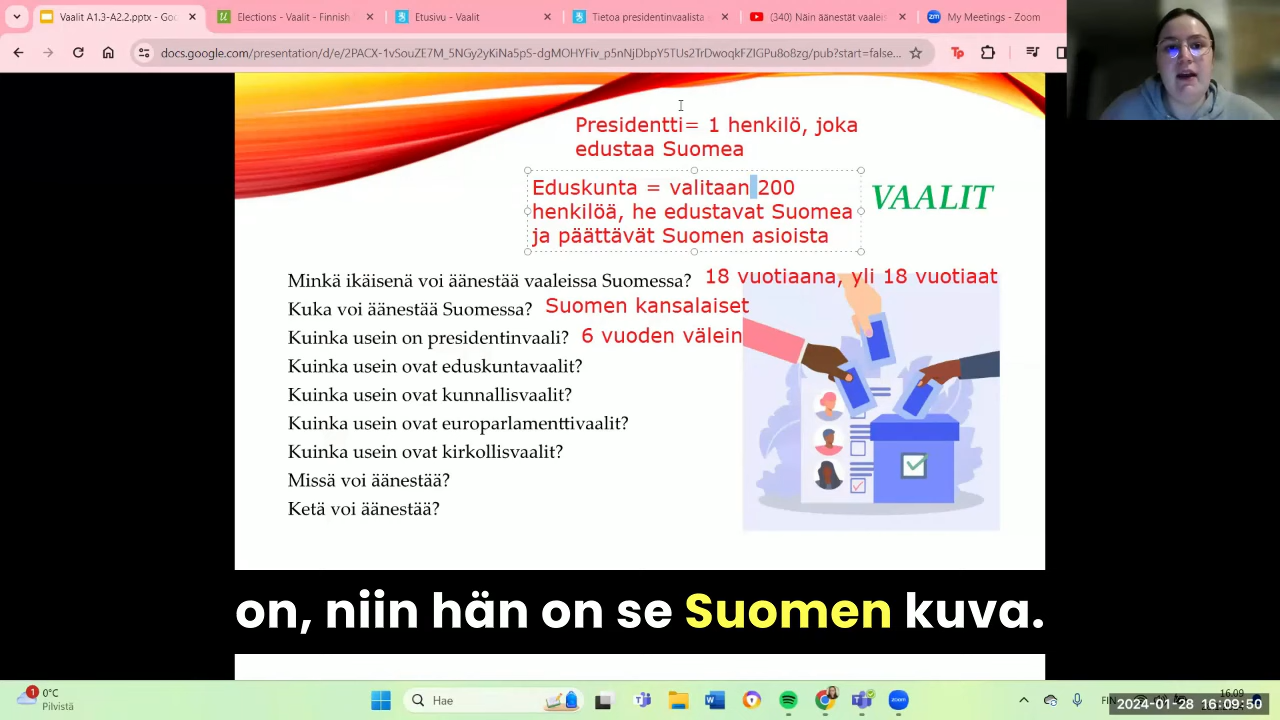 Vaalit A1.3-A2.2.pptx - Goo
Elections - Vaalit - Finnish
Etusivu - Vaalit
Tietoa presidentinvaalista
(340) Näin äänestät vaaleis
My Meetings - Zoom
docs.google.com/presentation/d/e/2PACX-1vSouZE7M_5NGy2yKiNa5pS-dgMOHYFiv_p5nNjDbpY5TUs2TrDwoqkFZIGPu8o8zg/pub?start=false...
Presidentti= 1 henkilö, joka
edustaa Suomea
Eduskunta = valitaan 200
henkilöä, he edustavat Suomea
ja päättävät Suomen asioista
VAALIT
Minkä ikäisenä voi äänestää vaaleissa Suomessa? 18 vuotiaana, yli 18 vuotiaat
Kuka voi äänestää Suomessa? Suomen kansalaiset
Kuinka usein on presidentinvaali? 6 vuoden välein
Kuinka usein ovat eduskuntavaalit?
Kuinka usein ovat kunnallisvaalit?
Kuinka usein ovat europarlamenttivaalit?
Kuinka usein ovat kirkollisvaalit?
Missä voi äänestää?
Ketä voi äänestää?
on, niin hän on se Suomen kuva.
1
0°C
Pilvistä
Hae
FIN
16.09
2024-01-28 16:09:50